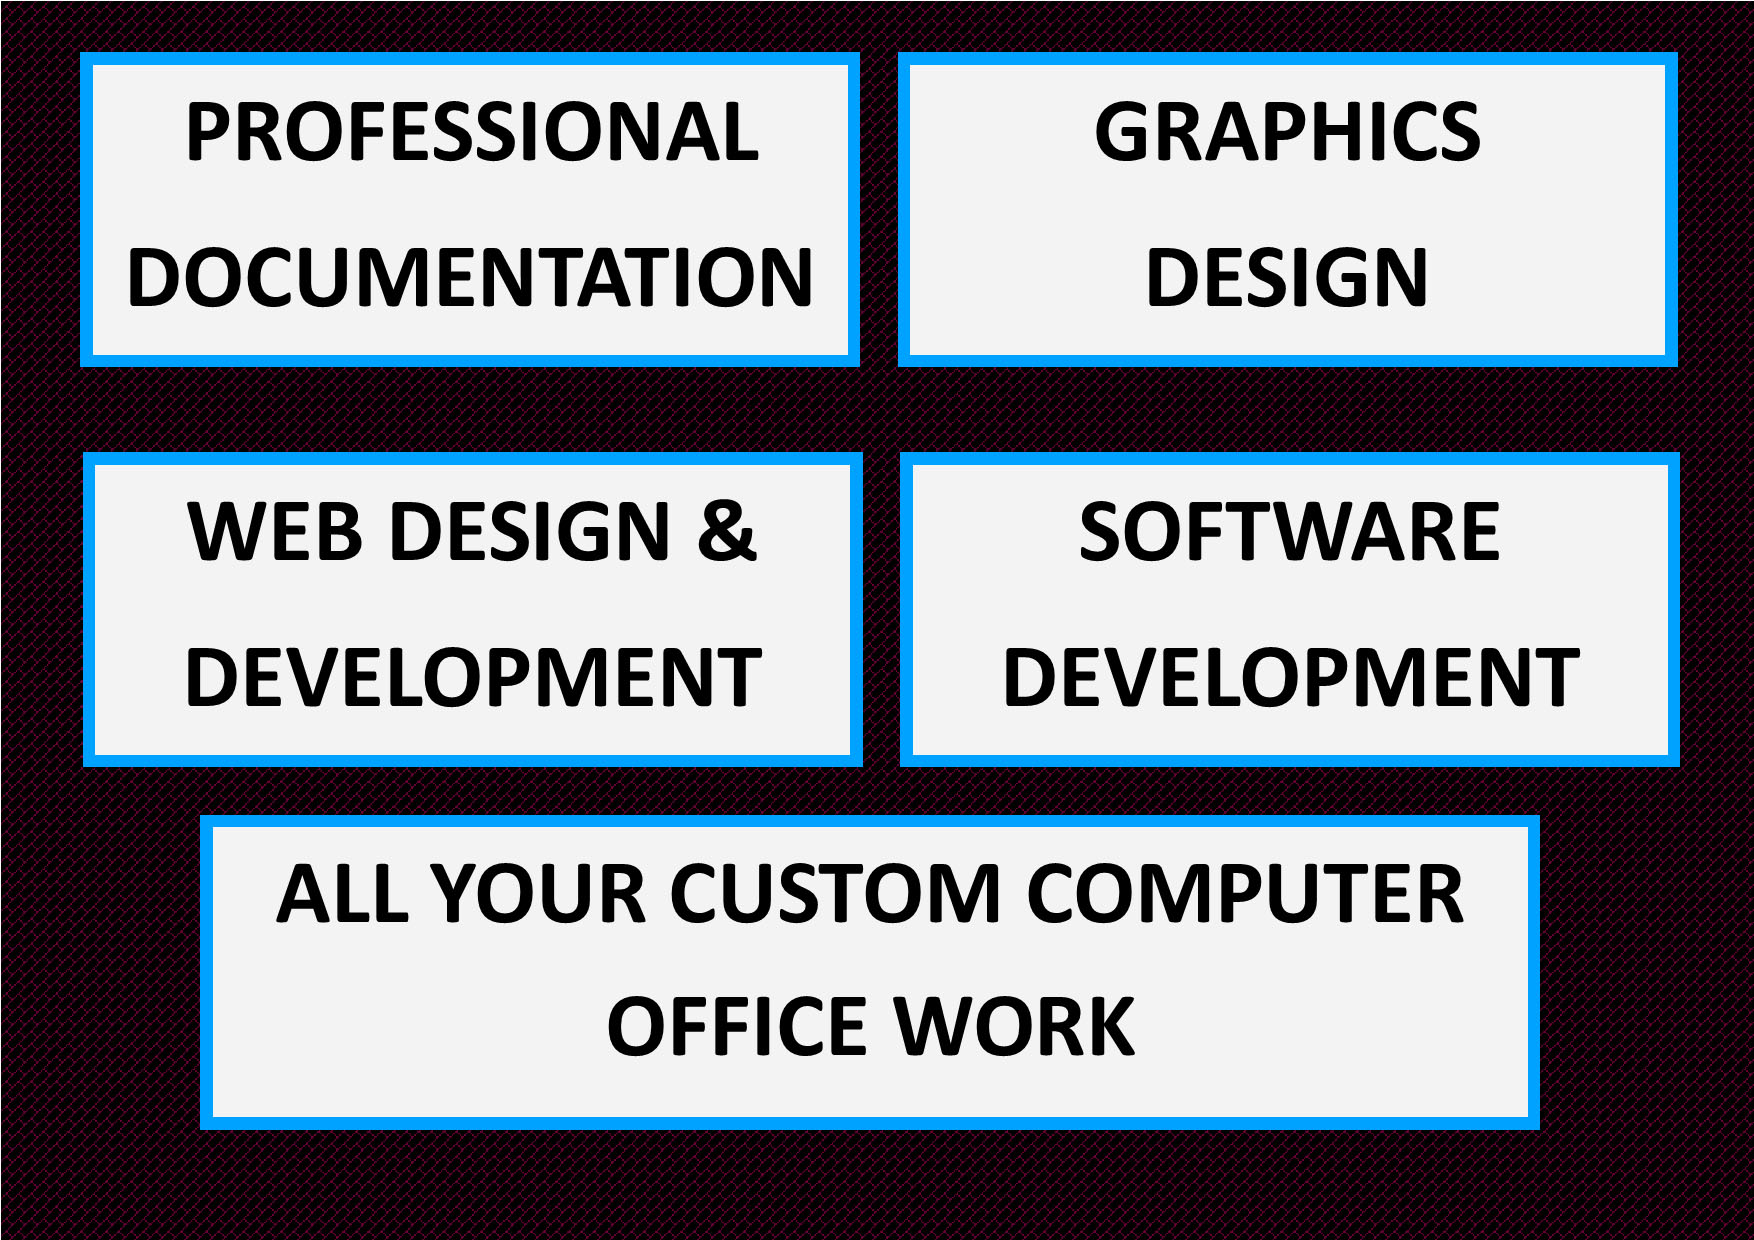 PROFESSIONAL
DOCUMENTATION
GRAPHICS
DESIGN
WEB DESIGN &
DEVELOPMENT
SOFTWARE
DEVELOPMENT
ALL YOUR CUSTOM COMPUTER
OFFICE WORK